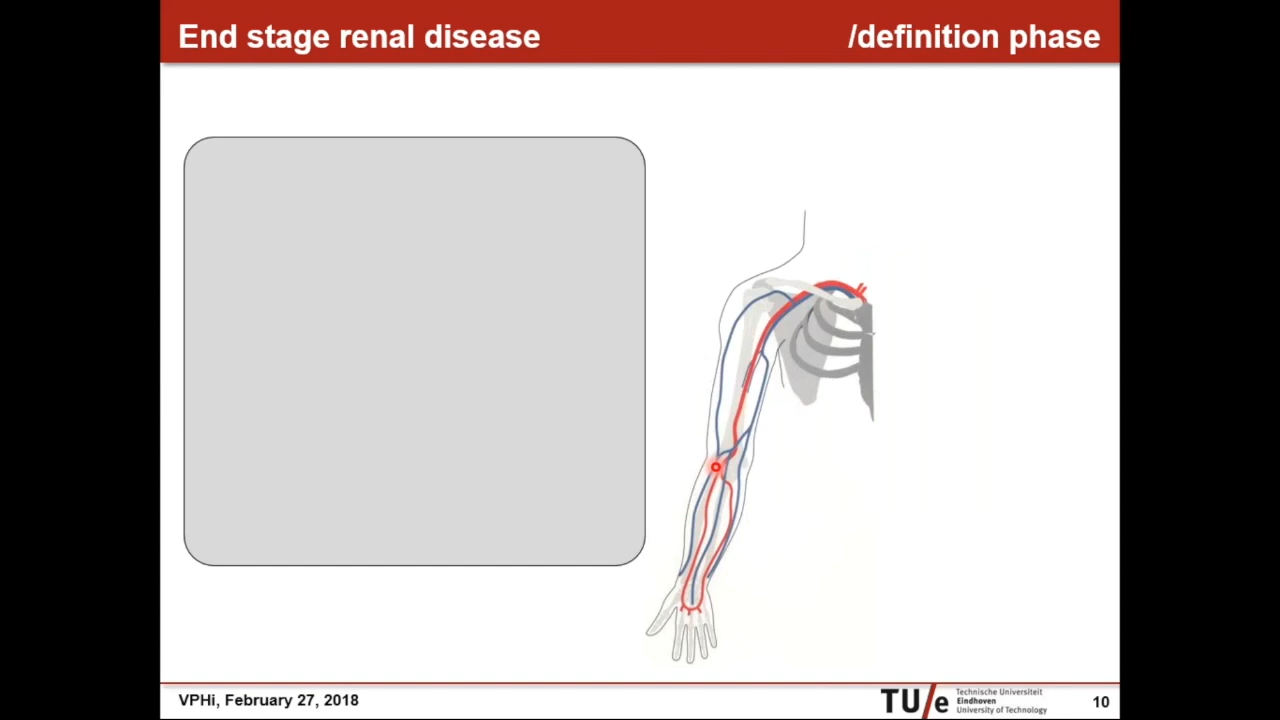 End stage renal disease
/definition phase
VPHi, February 27, 2018
TU/e
Technische Universiteit
Eindhoven
University of Technology
10